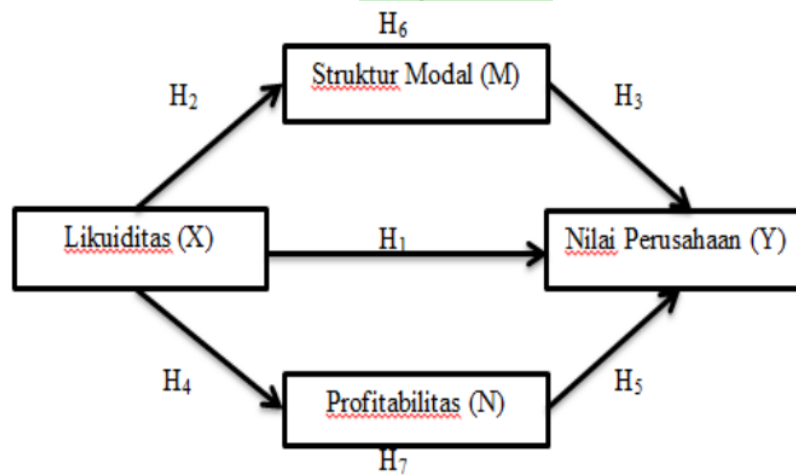 H₆
Struktur Modal (M)
H₂
H₃
Likuiditas (X)
H₁
Nilai Perusahaan (Y)
H₄
Profitabilitas (N)
H₅
H₇